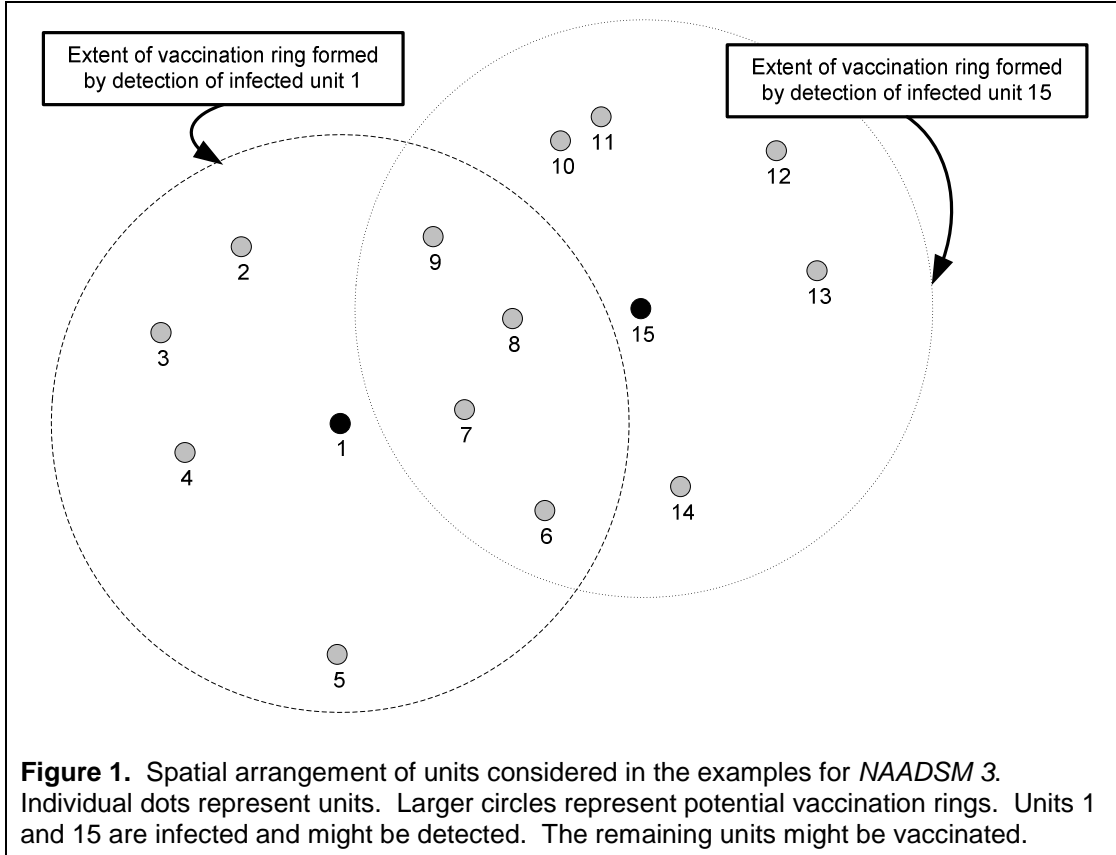 Extent of vaccination ring formed
by detection of infected unit 1
Extent of vaccination ring formed
by detection of infected unit 15
11
10
12
9
2
13
15
8
3
7
1
4
14
6
5
Figure 1. Spatial arrangement of units considered in the examples for NAADSM 3.
Individual dots represent units. Larger circles represent potential vaccination rings. Units 1
and 15 are infected and might be detected. The remaining units might be vaccinated.